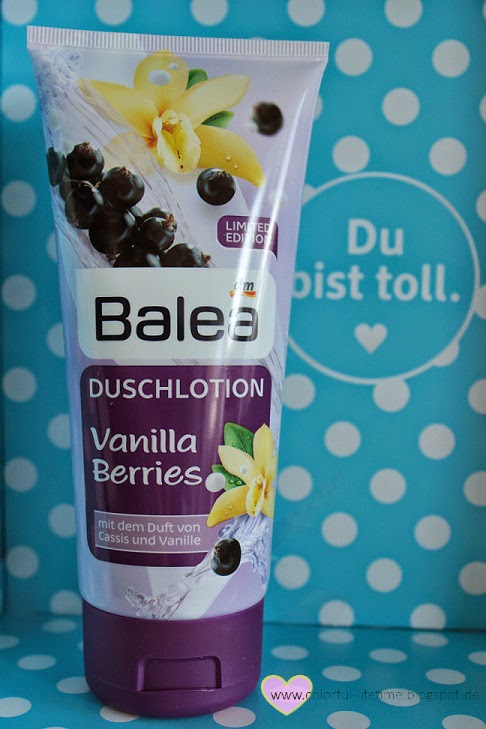 LIMITED
EDITION
dm
Balea
DUSCHLOTION
Vanilla
Berries
mit dem Duft von
Cassis und Vanille
Du
bist toll.
www.colorful-lifetime.blogspot.de